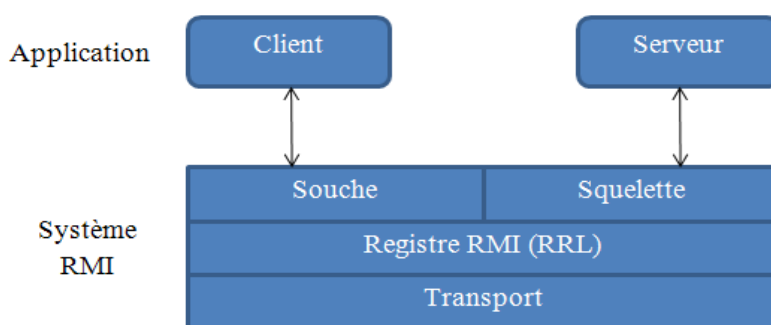 Application
Client
Serveur
Souche
Squelette
Système
RMI
Registre RMI (RRL)
Transport